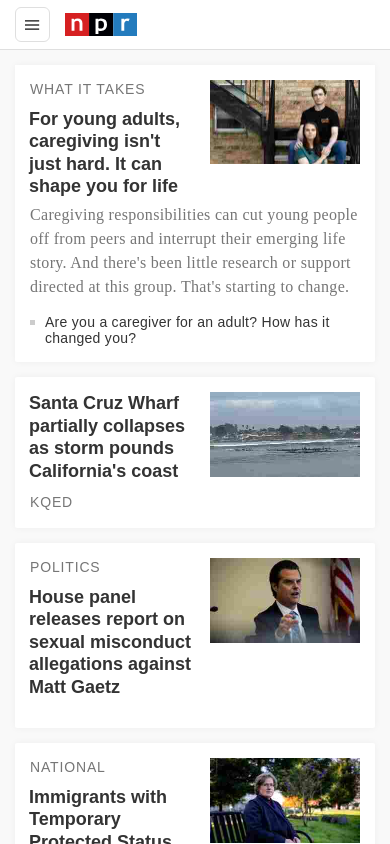 npr
WHAT IT TAKES
For young adults,
caregiving isn't
just hard. It can
shape you for life
Caregiving responsibilities can cut young people
off from peers and interrupt their emerging life
story. And there's been little research or support
directed at this group. That's starting to change.
Are you a caregiver for an adult? How has it
changed you?
Santa Cruz Wharf
partially collapses
as storm pounds
California's coast
KQED
POLITICS
House panel
releases report on
sexual misconduct
allegations against
Matt Gaetz
NATIONAL
Immigrants with
Temporary
Protected Status